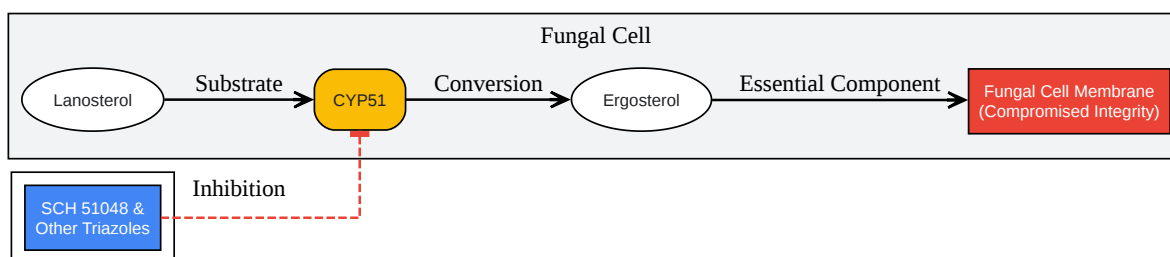 Fungal Cell
Lanosterol
Substrate
CYP51
Conversion
Ergosterol
Essential Component
Fungal Cell Membrane
(Compromised Integrity)
Inhibition
SCH 51048 &
Other Triazoles